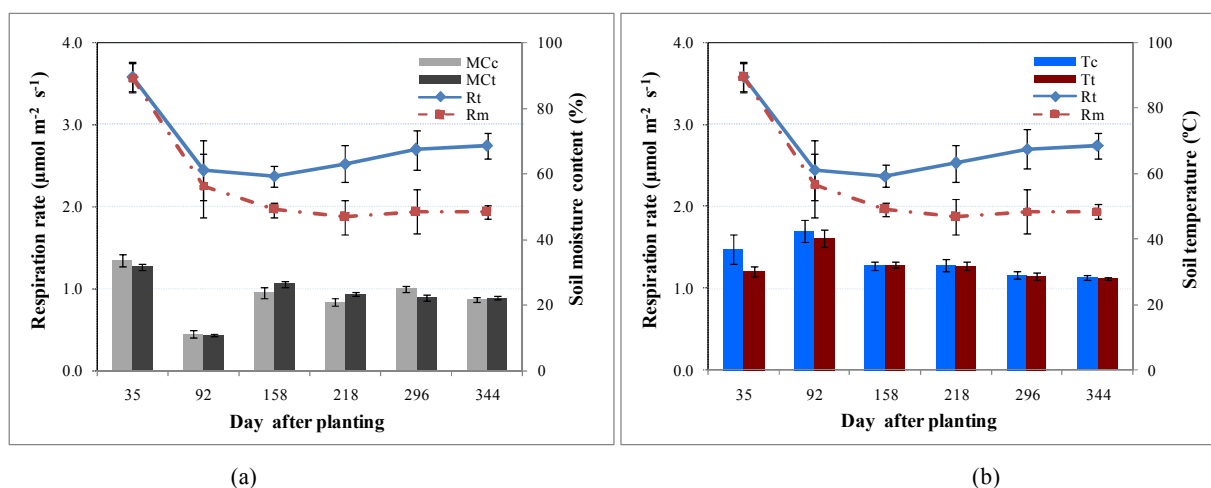 4.0
3.0
2.0
1.0
0.0
Respiration rate (µmol m⁻² s⁻¹)
100
80
60
40
20
0
Soil moisture content (%)
MCc
MCt
Rt
Rm
35 92 158 218 296 344
Day after planting
(a)
4.0
3.0
2.0
1.0
0.0
Respiration rate (µmol m⁻² s⁻¹)
100
80
60
40
20
0
Soil temperature (ºC)
Tc
Tt
Rt
Rm
35 92 158 218 296 344
Day after planting
(b)